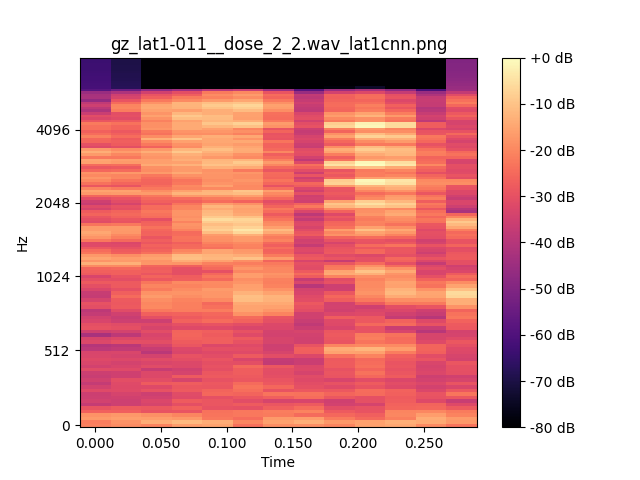 gz_lat1-011__dose_2_2.wav_lat1cnn.png
+0 dB
-10 dB
-20 dB
-30 dB
-40 dB
-50 dB
-60 dB
-70 dB
-80 dB
4096
2048
1024
512
0
Hz
0.000 0.050 0.100 0.150 0.200 0.250
Time